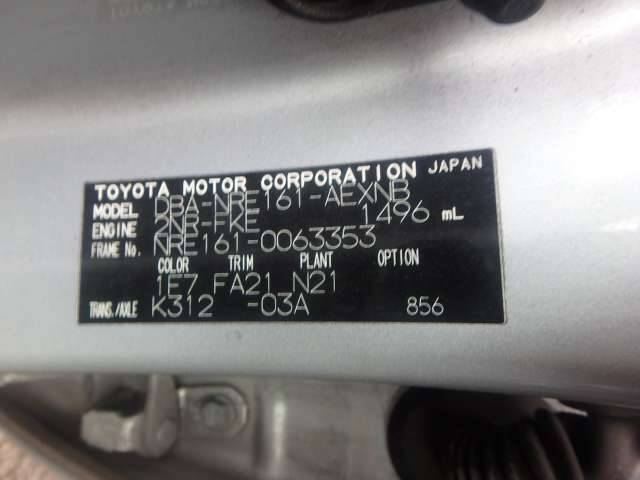 TOYOTA MOTOR CORPORATION JAPAN
MODEL DBA-NRE161-AEXNB
ENGINE 2NR-FKE 1496 mL
FRAME No. NRE161-0063353
COLOR TRIM PLANT OPTION
1E7 FA21 N21
TRANS./AXLE K312 -03A 856